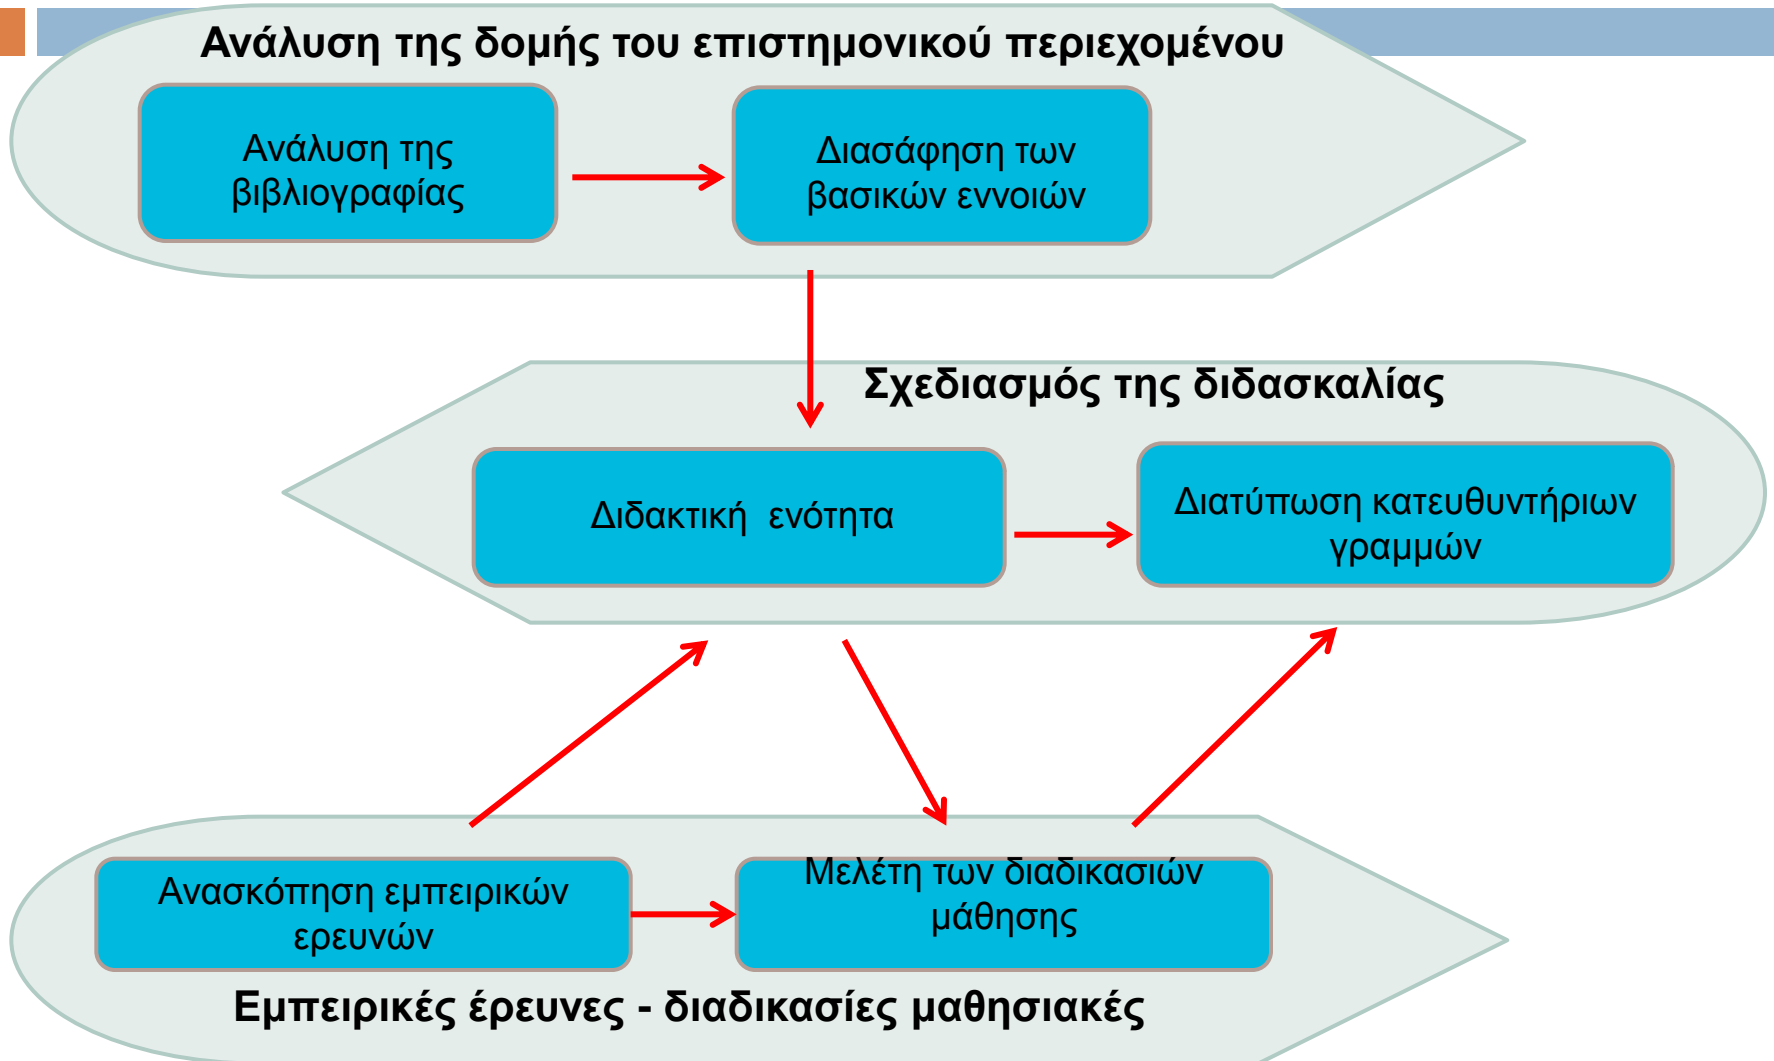 Ανάλυση της δομής του επιστημονικού περιεχομένου
Ανάλυση της
βιβλιογραφίας
Διασάφηση των
βασικών εννοιών
Σχεδιασμός της διδασκαλίας
Διδακτική ενότητα
Διατύπωση κατευθυντήριων
γραμμών
Ανασκόπηση εμπειρικών
ερευνών
Μελέτη των διαδικασιών
μάθησης
Εμπειρικές έρευνες - διαδικασίες μαθησιακές